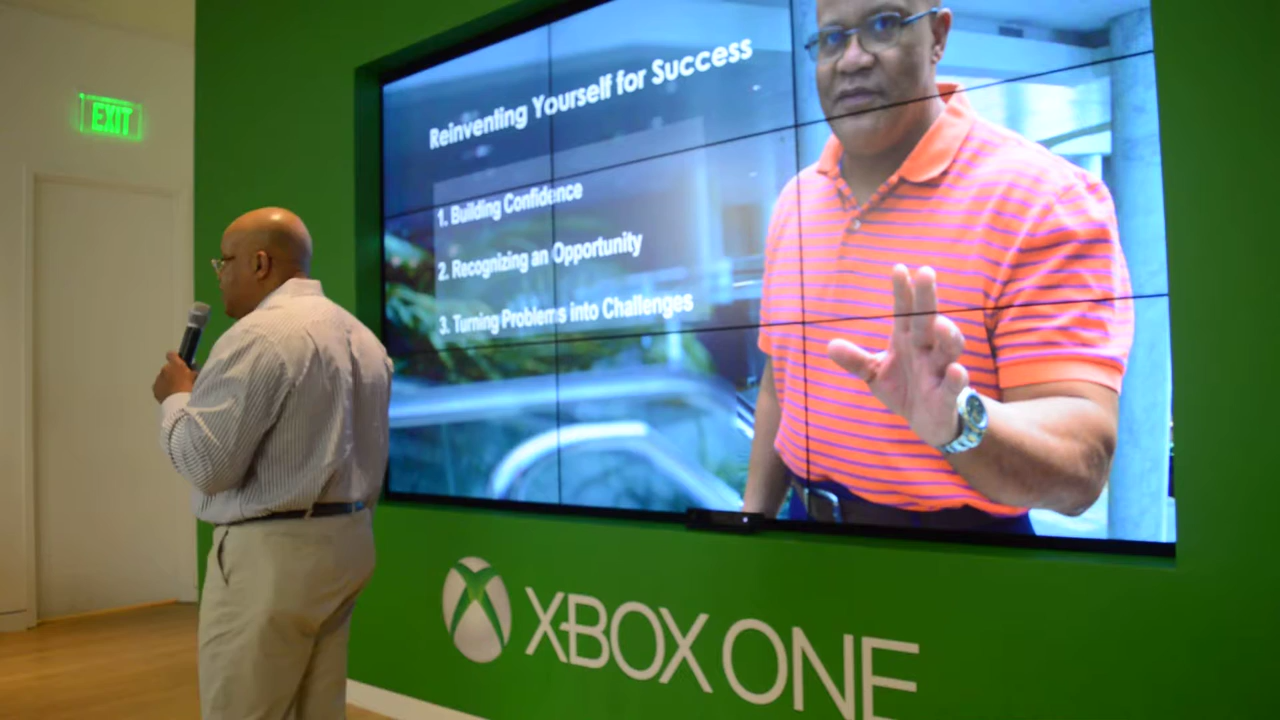 EXIT
Reinventing Yourself for Success
1. Building Confidence
2. Recognizing an Opportunity
3. Turning Problems into Challenges
XBOX ONE